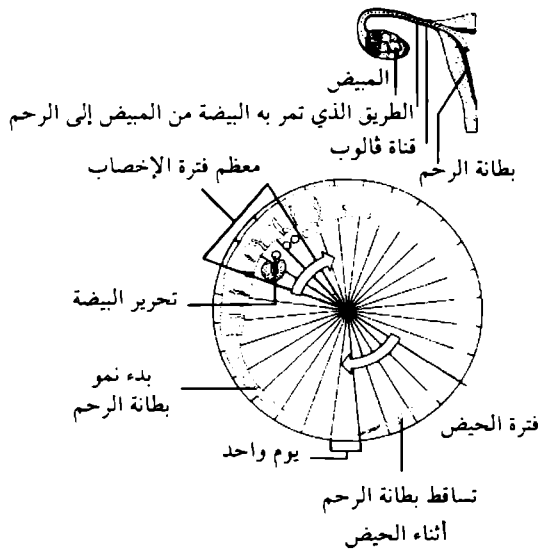 المبيض
الطريق الذي تمر به البيضة من المبيض إلى الرحم
قناة ڤالوب
بطانة الرحم
معظم فترة الإخصاب
تحرير البيضة
بدء نمو
بطانة الرحم
فترة الحيض
يوم واحد
تساقط بطانة الرحم
أثناء الحيض